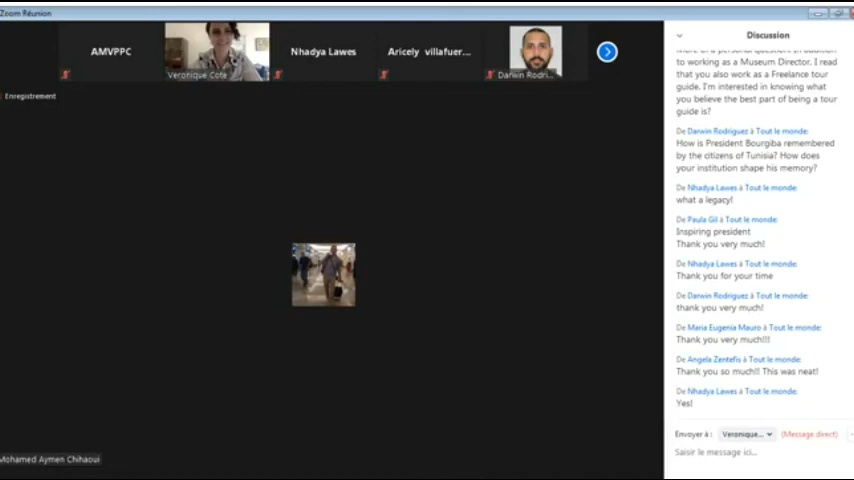 Zoom Réunion
AMVPPC
Veronique Cote
Nhadya Lawes
Aricely villafuer...
Darwin Rodri...
Enregistrement
Mohamed Aymen Chihaoui
Discussion
to working as a Museum Director. I read
that you also work as a Freelance tour
guide. I'm interested in knowing what
you believe the best part of being a tour
guide is?
De Darwin Rodriguez à Tout le monde:
How is President Bourgiba remembered
by the citizens of Tunisia? How does
your institution shape his memory?
De Nhadya Lawes à Tout le monde:
what a legacy!
De Paula Gil à Tout le monde:
Inspiring president
Thank you very much!
De Nhadya Lawes à Tout le monde:
Thank you for your time
De Darwin Rodriguez à Tout le monde:
thank you very much!
De Maria Eugenia Mauro à Tout le monde:
Thank you very much!!!
De Angela Zentefis à Tout le monde:
Thank you so much!! This was neat!
De Nhadya Lawes à Tout le monde:
Yes!
Envoyer à : Veronique... (Message direct)
Saisir le message ici...